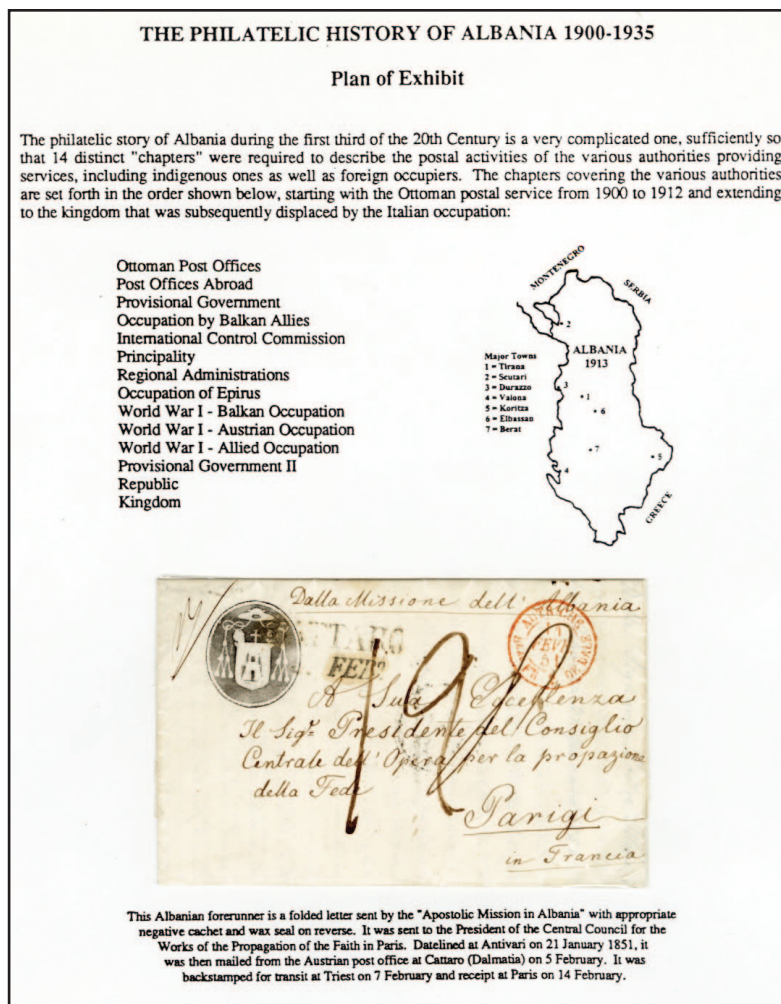 THE PHILATELIC HISTORY OF ALBANIA 1900-1935
Plan of Exhibit
The philatelic story of Albania during the first third of the 20th Century is a very complicated one, sufficiently so
that 14 distinct "chapters" were required to describe the postal activities of the various authorities providing
services, including indigenous ones as well as foreign occupiers. The chapters covering the various authorities
are set forth in the order shown below, starting with the Ottoman postal service from 1900 to 1912 and extending
to the kingdom that was subsequently displaced by the Italian occupation:
Ottoman Post Offices
Post Offices Abroad
Provisional Government
Occupation by Balkan Allies
International Control Commission
Principality
Regional Administrations
Occupation of Epirus
World War I - Balkan Occupation
World War I - Austrian Occupation
World War I - Allied Occupation
Provisional Government II
Republic
Kingdom
MONTENEGRO
SERBIA
2
ALBANIA
1913
Major Towns
1 = Tirana
2 = Scutari
3 = Durazzo
4 = Valona
5 = Koritza
6 = Elbassan
7 = Berat
3
1
6
7
5
4
GREECE
Dalla Missione dell' Albania
CATTARO
FEB
AUTRICHE
FEVR
51
A Sua Eccellenza
Il Sigr. Presidente del Consiglio
Centrale dell' Opera per la propazione
della Fede
Parigi
in Francia
This Albanian forerunner is a folded letter sent by the "Apostolic Mission in Albania" with appropriate
negative cachet and wax seal on reverse. It was sent to the President of the Central Council for the
Works of the Propagation of the Faith in Paris. Datelined at Antivari on 21 January 1851, it
was then mailed from the Austrian post office at Cattaro (Dalmatia) on 5 February. It was
backstamped for transit at Triest on 7 February and receipt at Paris on 14 February.